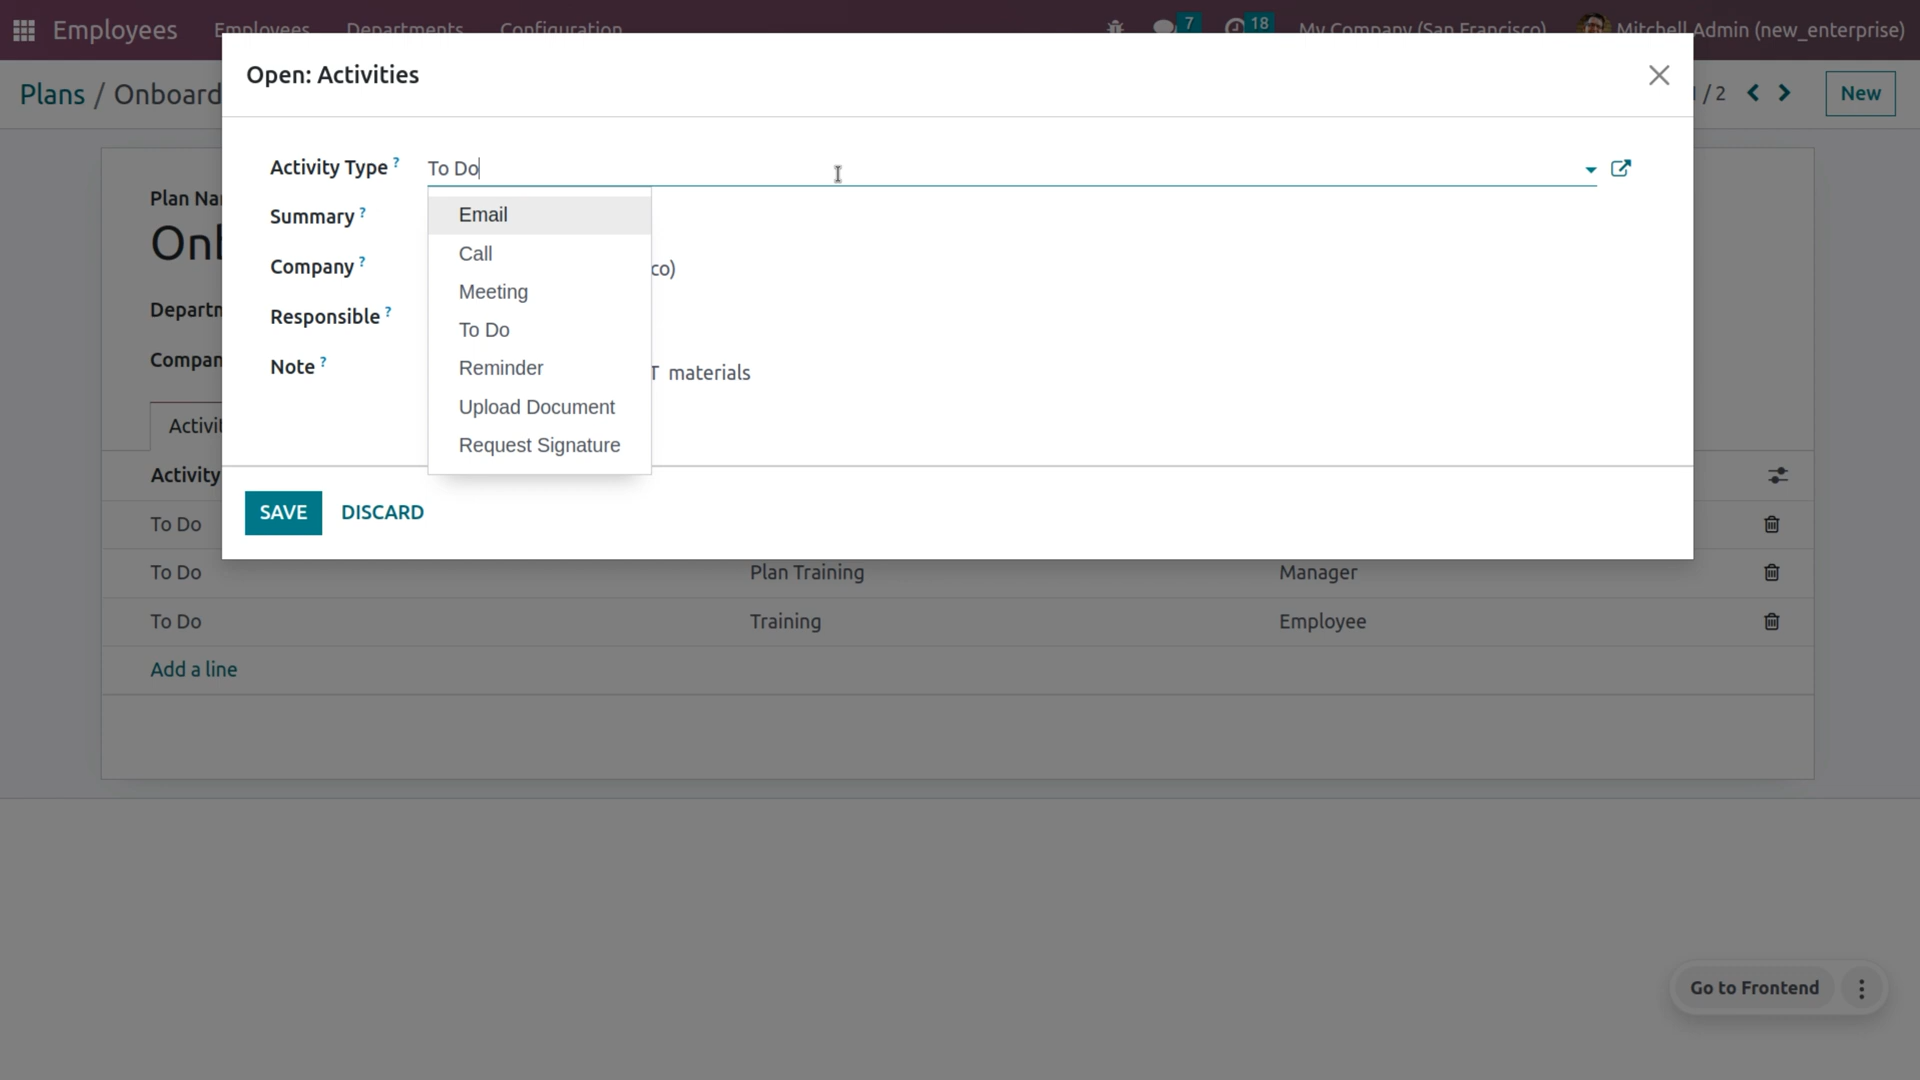 Employees Employees Departments Configuration 7 18 My Company (San Francisco) Mitchell Admin (new_enterprise)
Open: Activities
Plans / Onboard / 2 New
Activity Type ? To Do
Plan Na
Email
Summary ?
Onb
Call
Company ? co)
Meeting
Departm
Responsible ?
To Do
Compan
Note ? T materials
Reminder
Upload Document
Activit
Request Signature
Activity
SAVE DISCARD
To Do
To Do Plan Training Manager
To Do Training Employee
Add a line
Go to Frontend